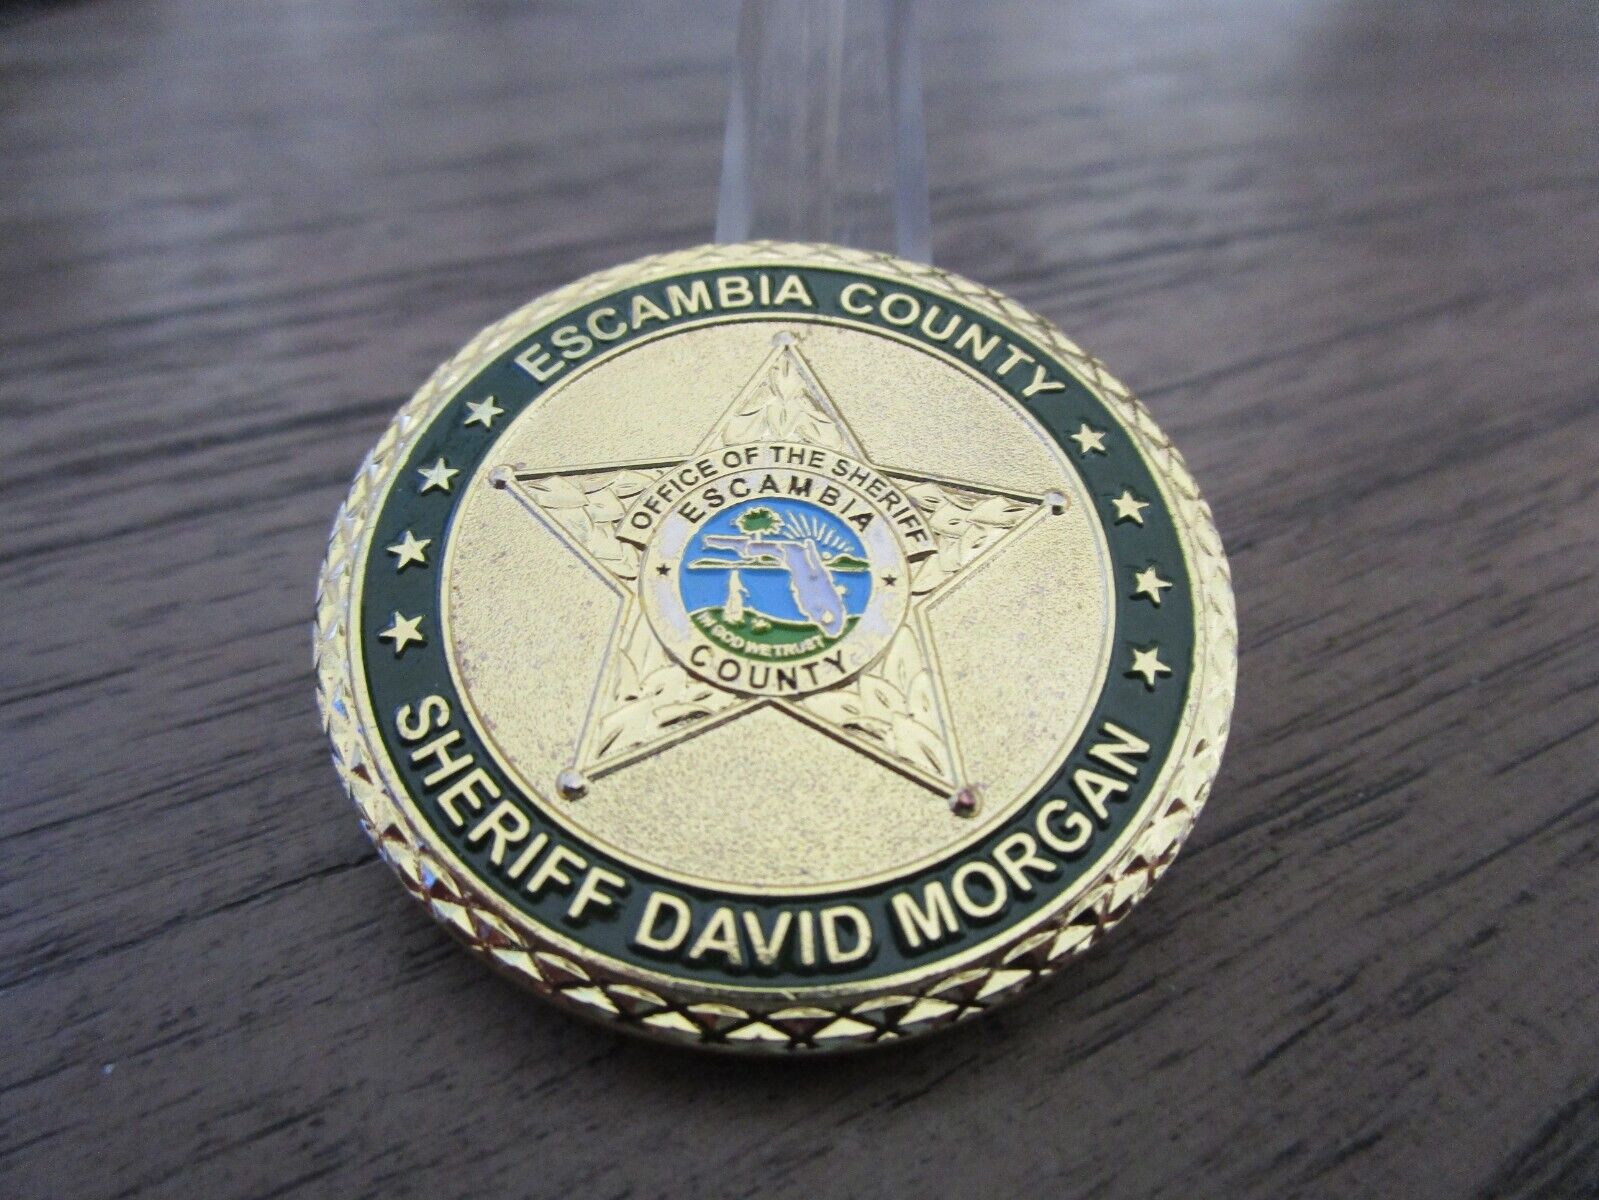 ESCAMBIA COUNTY
OFFICE OF THE SHERIFF
ESCAMBIA
IN GOD WE TRUST
COUNTY
SHERIFF DAVID MORGAN